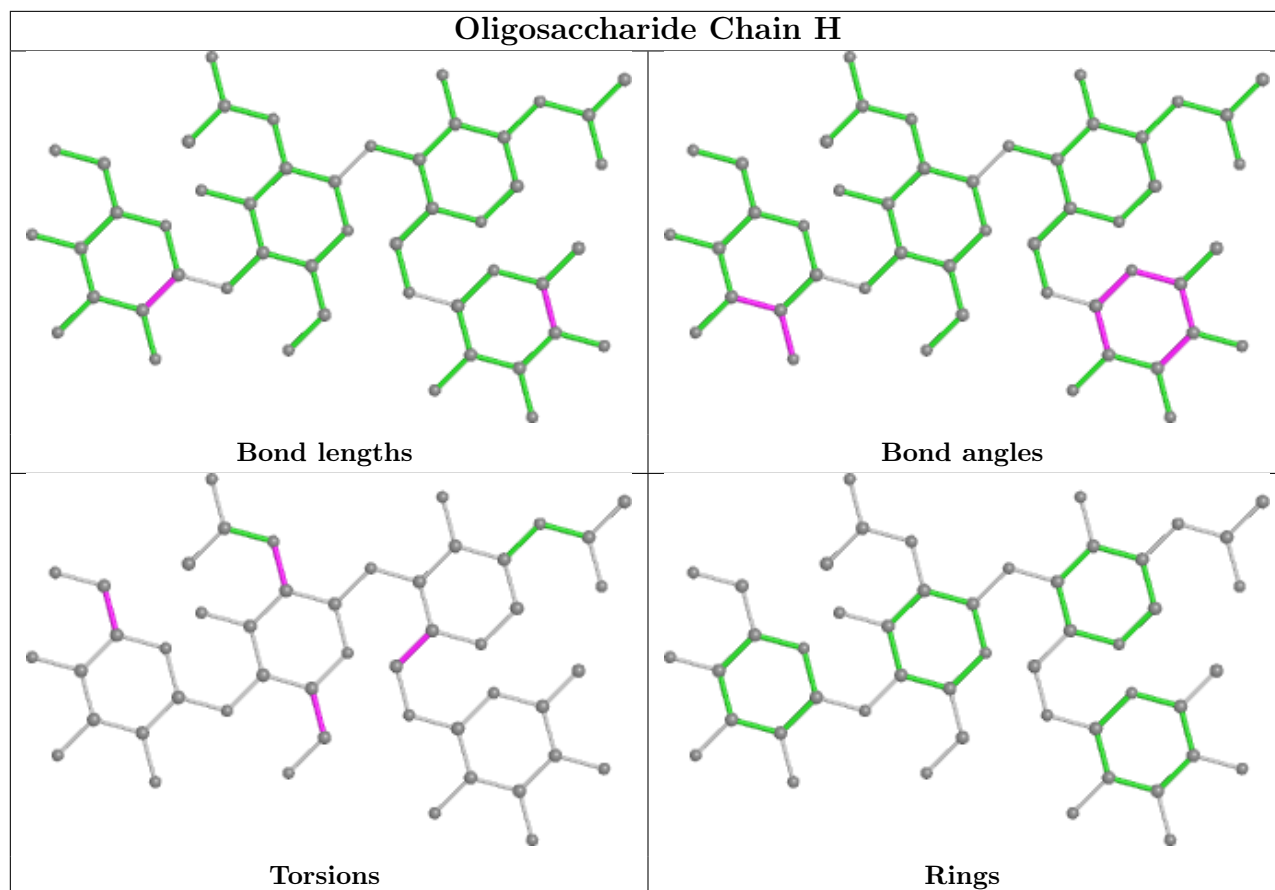 Oligosaccharide Chain H
Bond lengths
Bond angles
Torsions
Rings